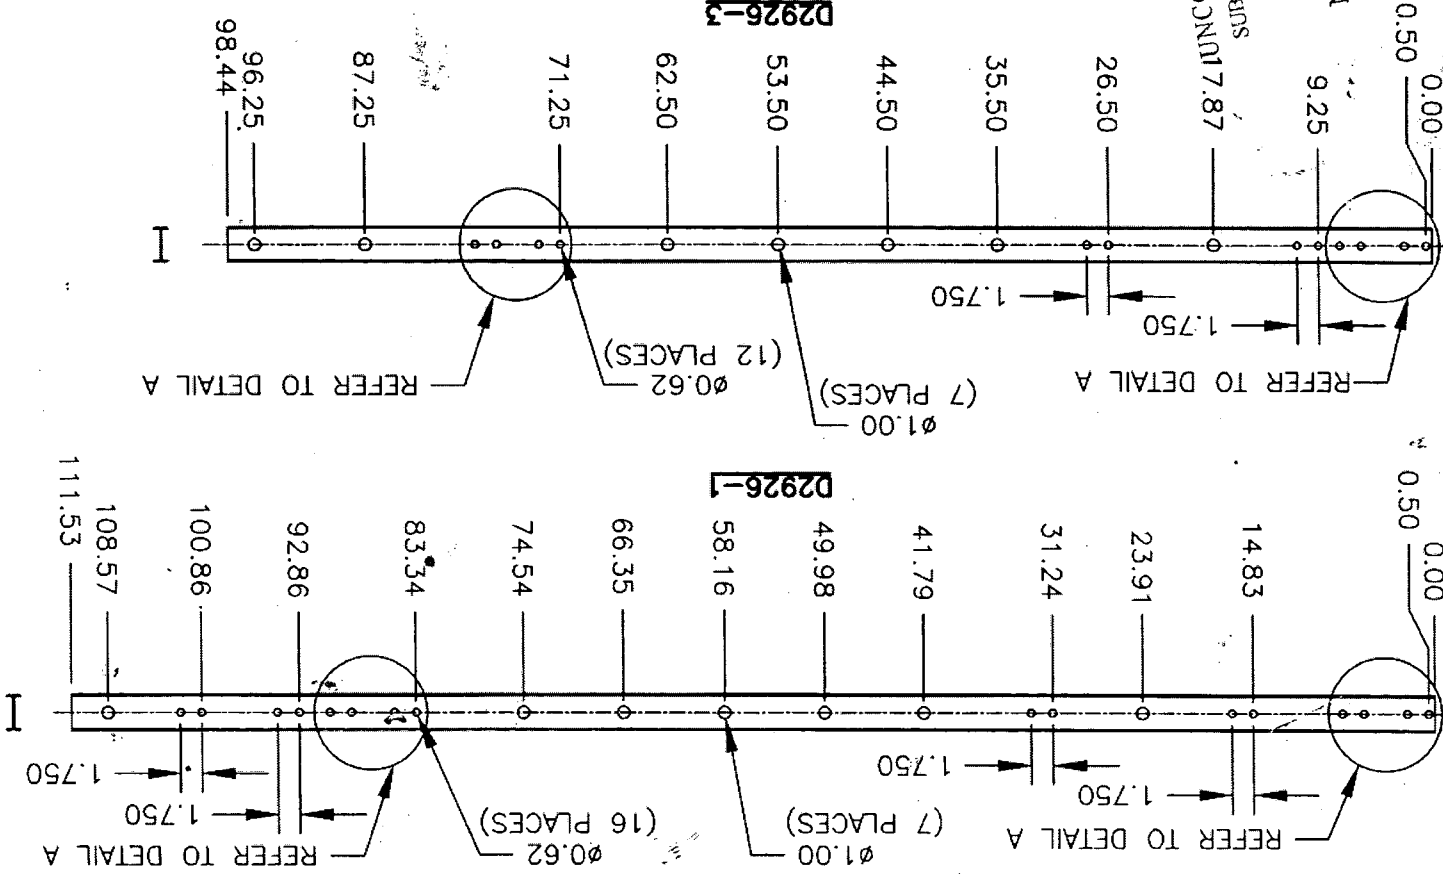 REFER TO DETAIL A
1.750
1.750
ø1.00
(7 PLACES)
ø0.62
(16 PLACES)
REFER TO DETAIL A
1.750
1.750
0.00
0.50
14.83
23.91
31.24
41.79
49.98
58.16
66.35
74.54
83.34
92.86
100.86
108.57
111.53
D2926-1
REFER TO DETAIL A
1.750
1.750
ø1.00
(7 PLACES)
ø0.62
(12 PLACES)
REFER TO DETAIL A
0.00
0.50
9.25
17.87
26.50
35.50
44.50
53.50
62.50
71.25
87.25
96.25
98.44
D2926-3